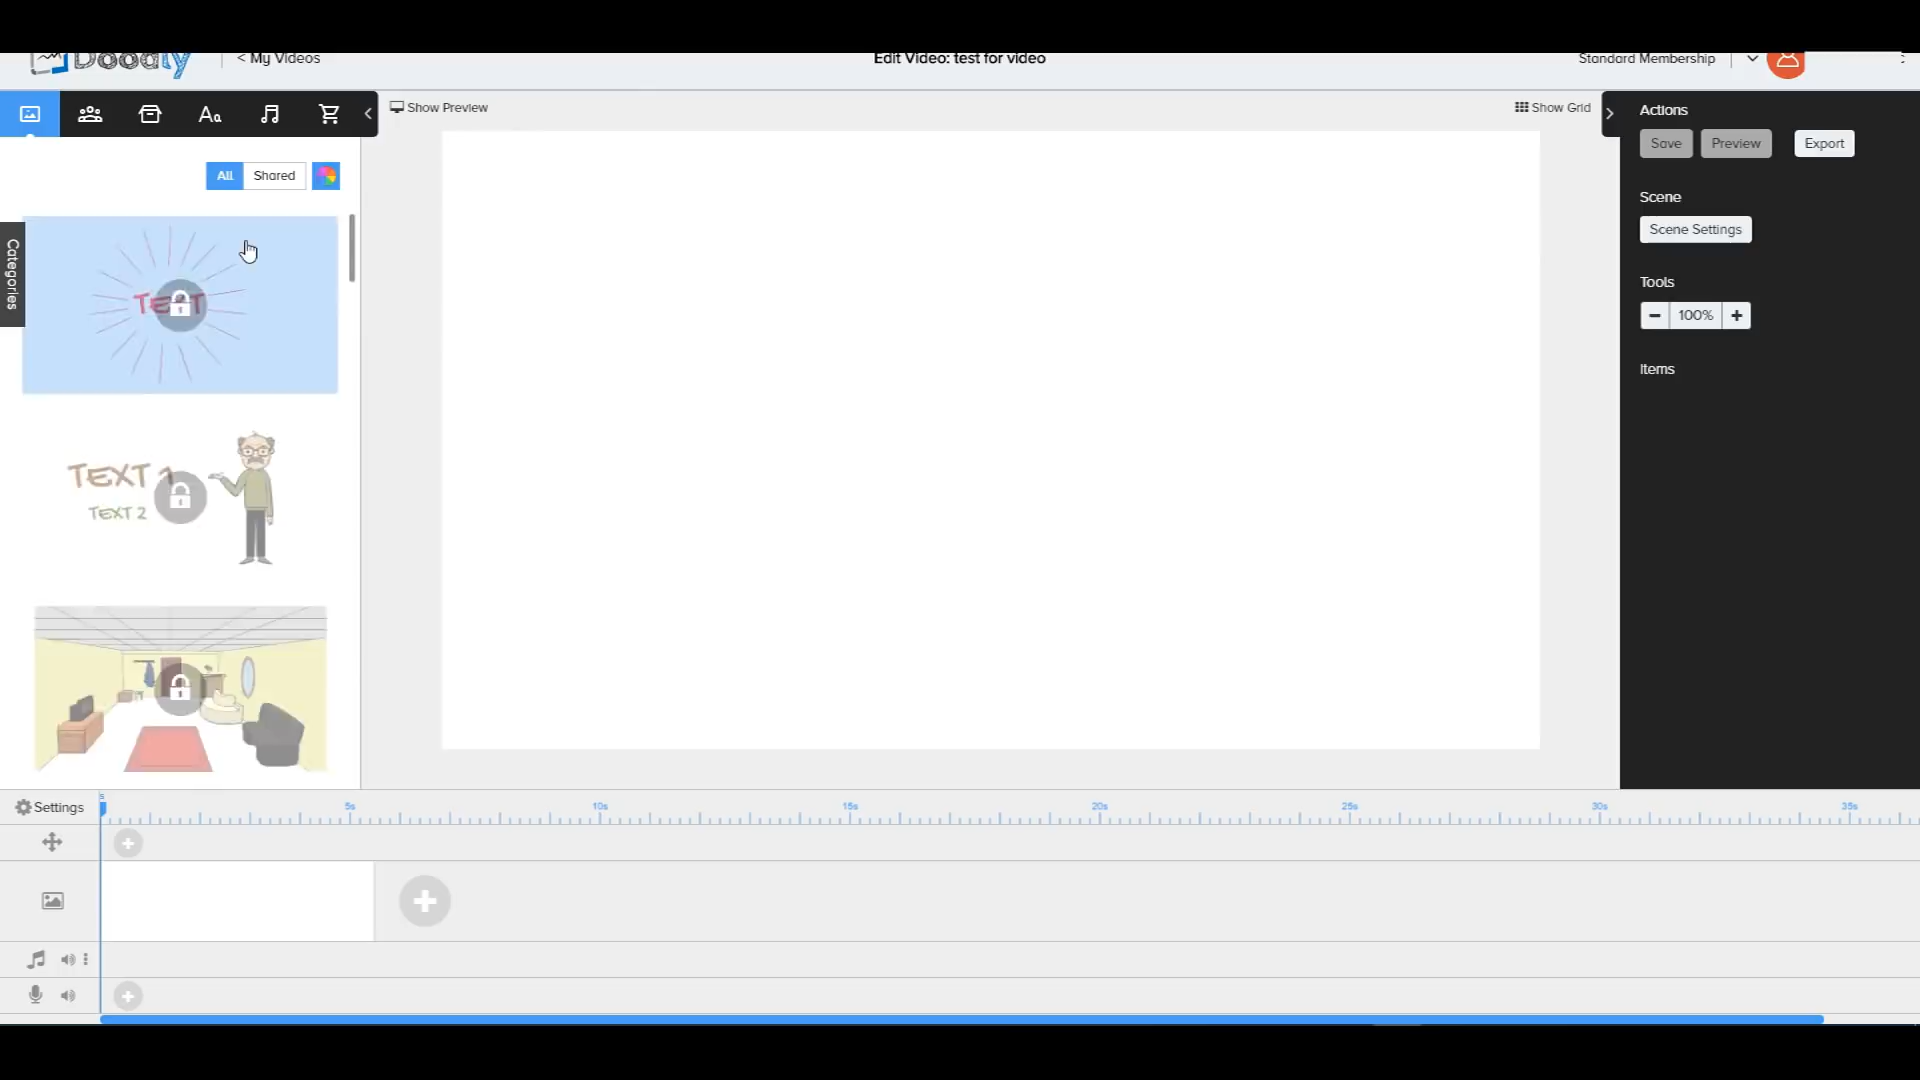 Doodly
< My Videos
Edit Video: test for video
Standard Membership
Show Preview
Show Grid
Aa
All
Shared
Categories
TEXT 1
TEXT 2
Actions
Save
Preview
Export
Scene
Scene Settings
Tools
- 100% +
Items
Settings
5s
10s
15s
20s
25s
30s
35s